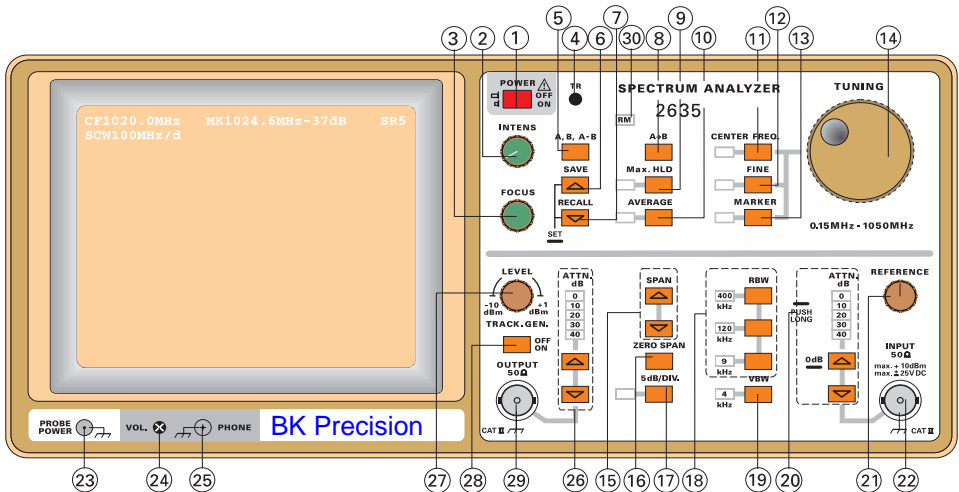 5 7 9 12
3 2 1 4 6 30 8 10 11 13 14
POWER OFF ON
TR
SPECTRUM ANALYZER
2635
TUNING
CF1020.0MHz MK1024.6MHz-37dB SR5
SCW100MHz/d
INTENS
A, B, A-B
RM
A▸B
CENTER FREQ.
SAVE
Max. HLD
FINE
FOCUS
RECALL
AVERAGE
MARKER
SET
0.15MHz - 1050MHz
LEVEL
-10 dBm
+1 dBm
ATTN. dB
0
10
20
30
40
SPAN
RBW
400 kHz
120 kHz
9 kHz
PUSH LONG
ATTN. dB
0
10
20
30
40
REFERENCE
TRACK.GEN.
OFF
ON
ZERO SPAN
0dB
INPUT
50Ω
max. + 10dBm
max. ± 25V DC
OUTPUT
50Ω
5dB/DIV.
VBW
4 kHz
CAT II
CAT II
PROBE
POWER
VOL.
PHONE
BK Precision
23 24 25 27 28 29 26 15 16 17 18 19 20 21 22